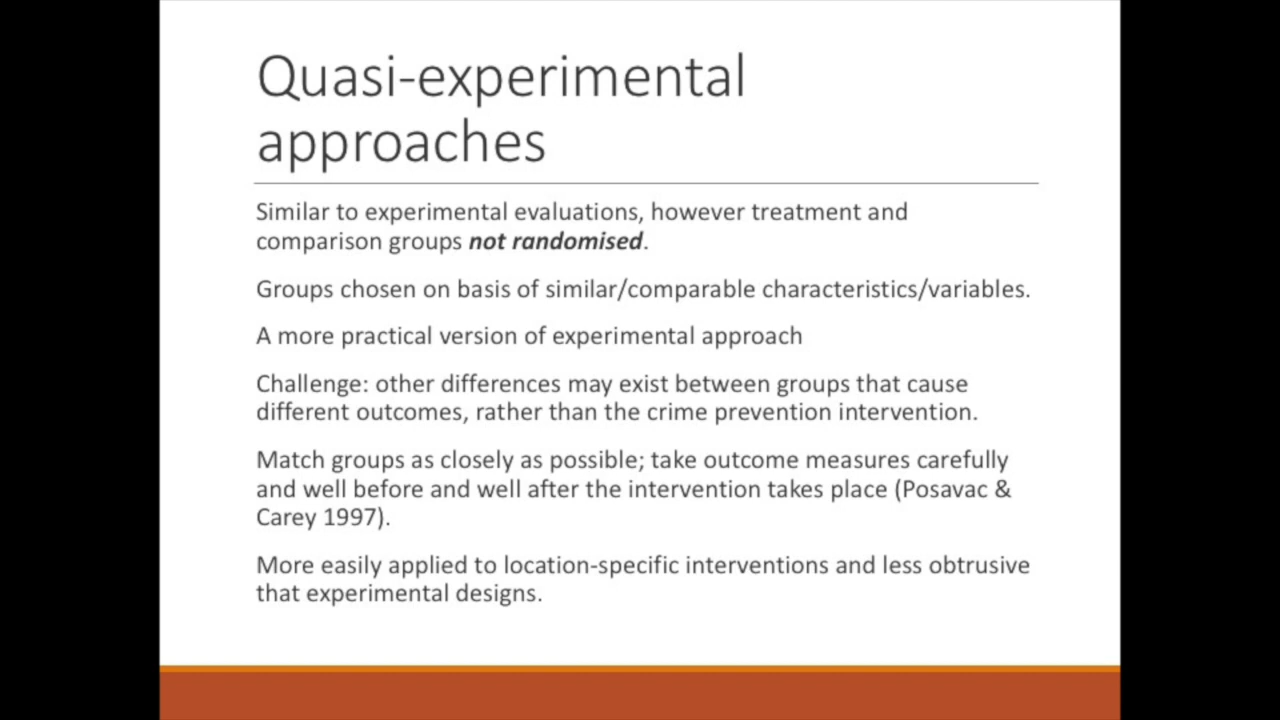 Quasi-experimental
approaches
Similar to experimental evaluations, however treatment and
comparison groups not randomised.
Groups chosen on basis of similar/comparable characteristics/variables.
A more practical version of experimental approach
Challenge: other differences may exist between groups that cause
different outcomes, rather than the crime prevention intervention.
Match groups as closely as possible; take outcome measures carefully
and well before and well after the intervention takes place (Posavac &
Carey 1997).
More easily applied to location-specific interventions and less obtrusive
that experimental designs.